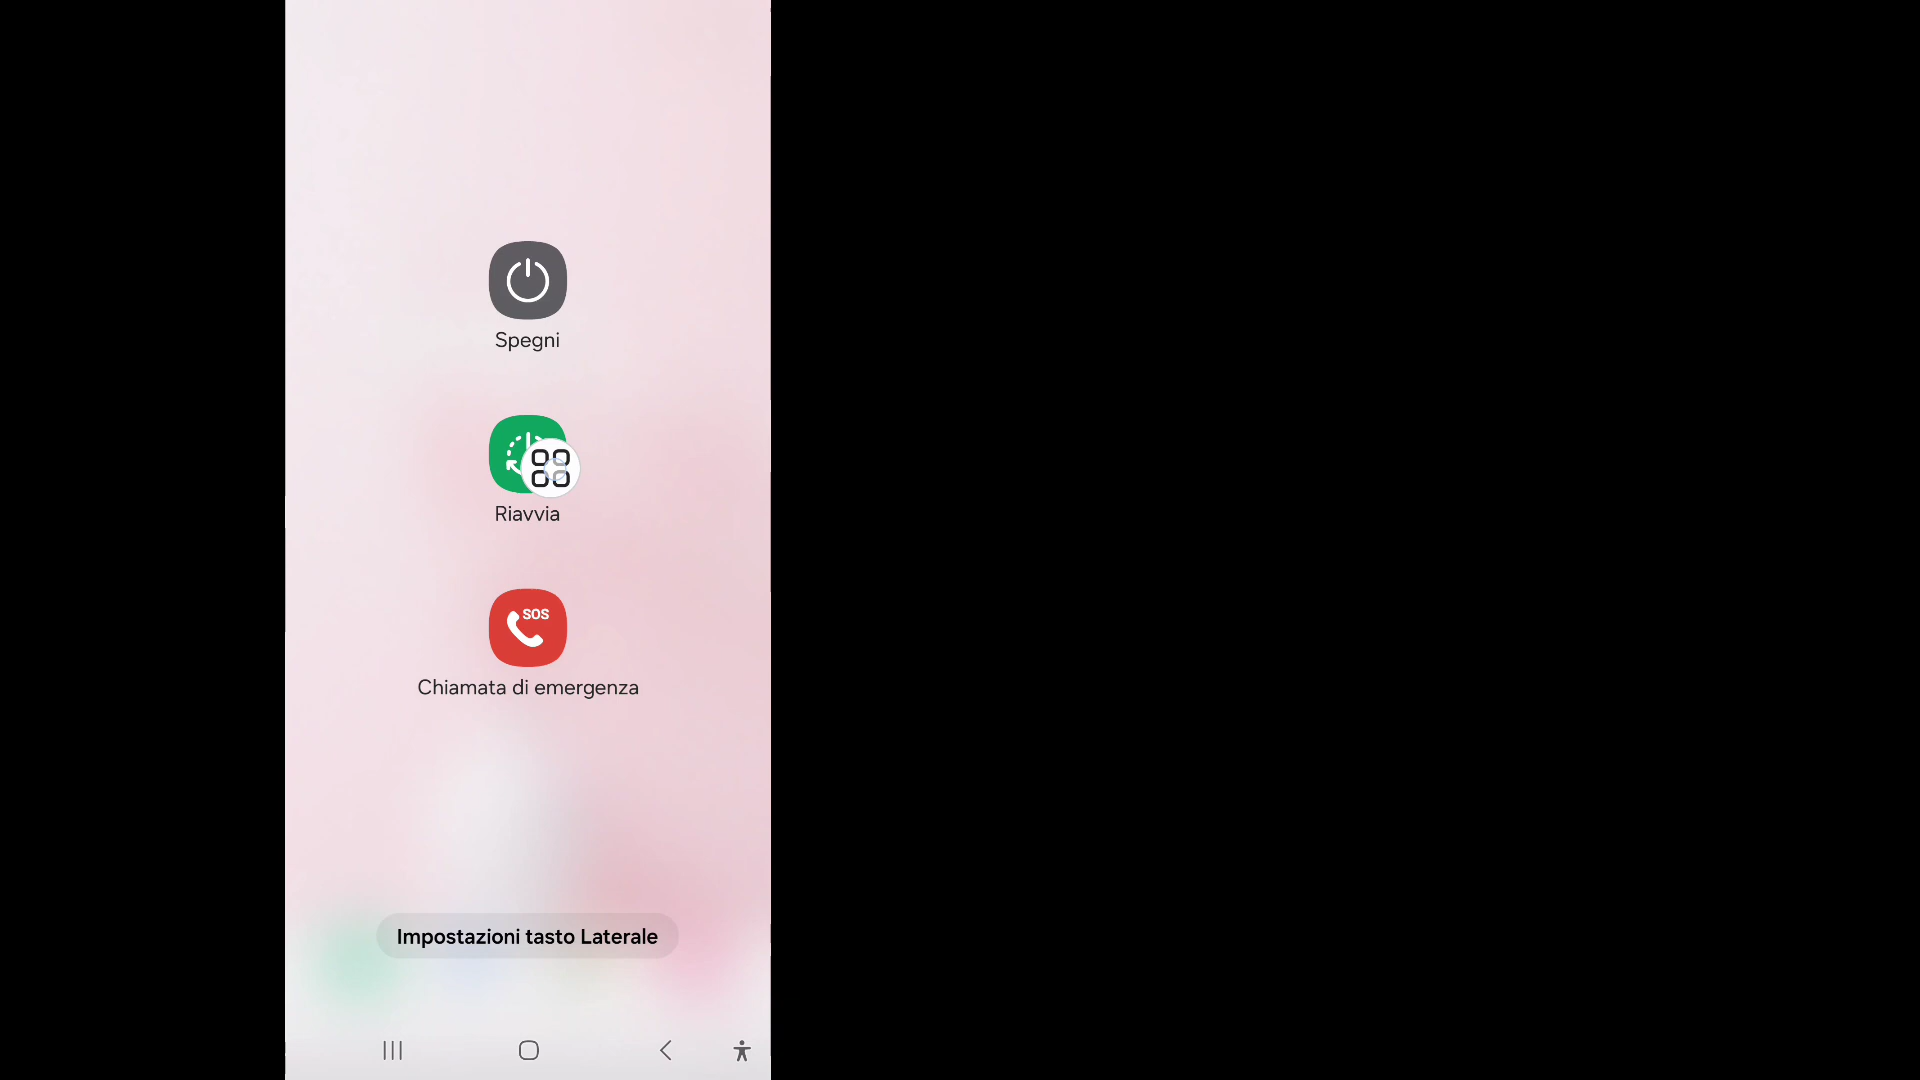 Spegni
Riavvia
SOS
Chiamata di emergenza
Impostazioni tasto Laterale